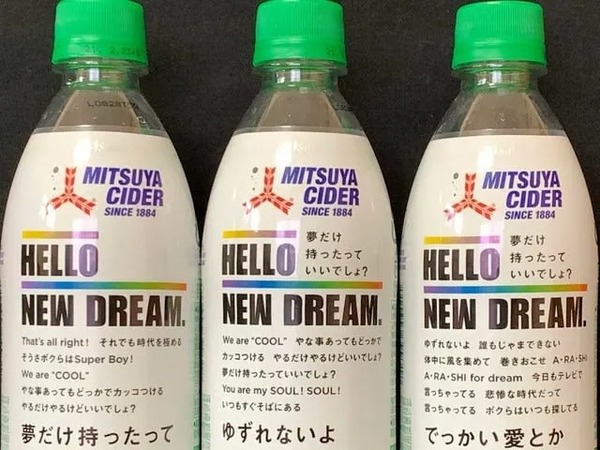 MITSUYA
CIDER
SINCE 1884
HELLO
NEW DREAM.
That's all right! それでも時代を極める
そうさボクらはSuper Boy!
We are "COOL"
やな事あってもどっかでカッコつける
やるだけやるけどいいでしょ?
夢だけ持ったって
MITSUYA
CIDER
SINCE 1884
HELLO
夢だけ
持ったって
いいでしょ?
NEW DREAM.
We are "COOL" やな事あってもどっかで
カッコつける やるだけやるけどいいでしょ?
夢だけ持ったっていいでしょ?
You are my SOUL! SOUL!
いつもすぐそばにある
ゆずれないよ
MITSUYA
CIDER
SINCE 1884
HELLO
夢だけ
持ったって
いいでしょ?
NEW DREAM.
ゆずれないよ 誰もじゃまできない
体中に風を集めて 巻きおこせ A・RA・SHI
A・RA・SHI for dream 今日もテレビで
言っちゃってる 悲惨な時代だって
言っちゃってる ボクらはいつも探してる
でっかい愛とか